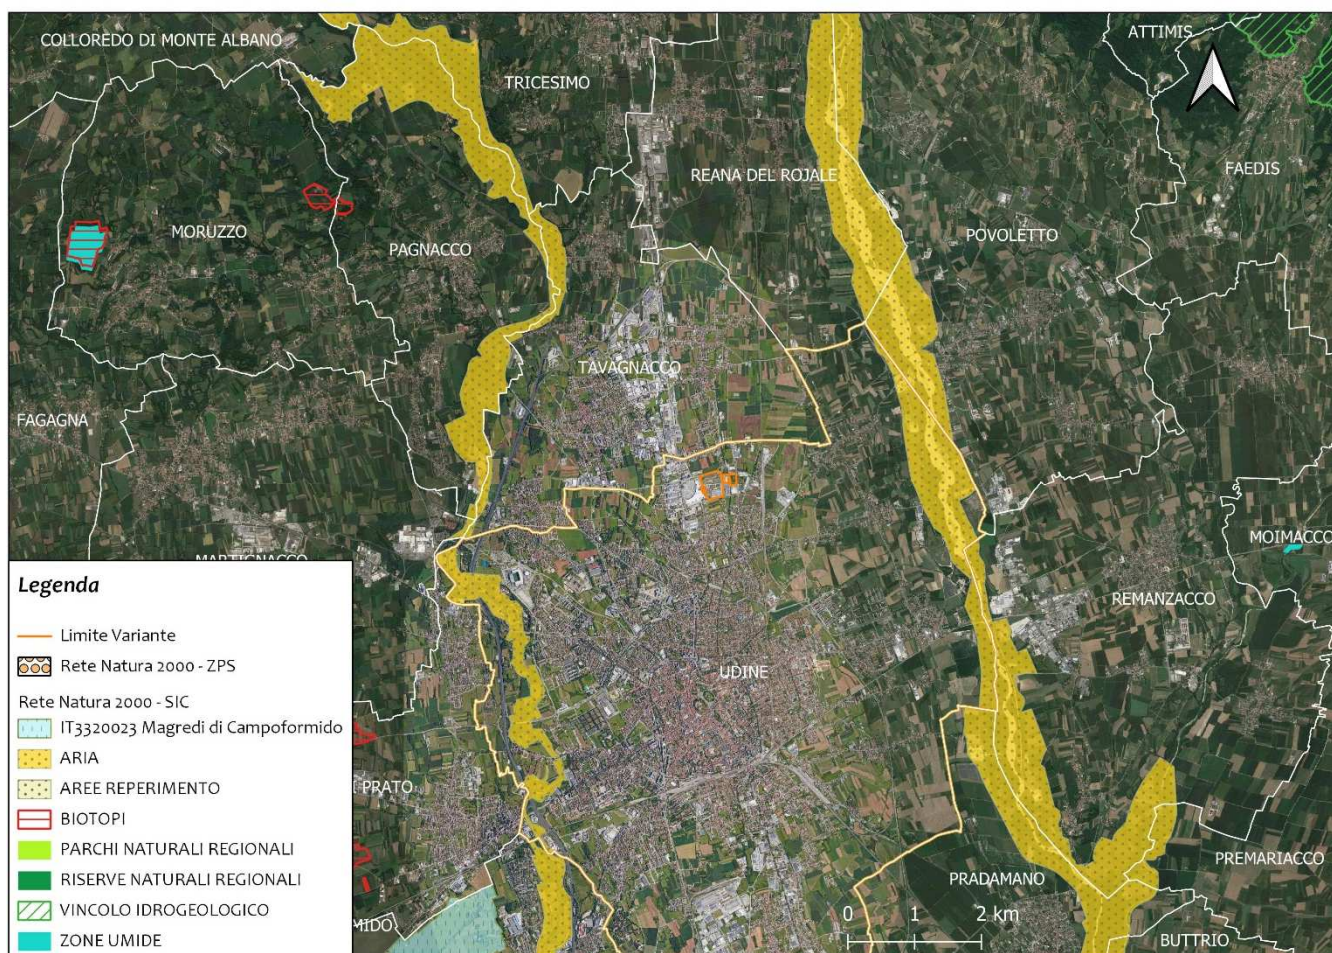 COLLOREDO DI MONTE ALBANO
ATTIMIS
TRICESIMO
REANA DEL ROJALE
FAEDIS
MORUZZO
PAGNACCO
POVOLETTO
TAVAGNACCO
FAGAGNA
MOIMACCO
MARTIGNACCO
REMANZACCO
UDINE
PRATO
PREMARIACCO
PRADAMANO
MIDO
BUTTRIO
0 1 2 km
Legenda
Limite Variante
Rete Natura 2000 - ZPS
Rete Natura 2000 - SIC
IT3320023 Magredi di Campoformido
ARIA
AREE REPERIMENTO
BIOTOPI
PARCHI NATURALI REGIONALI
RISERVE NATURALI REGIONALI
VINCOLO IDROGEOLOGICO
ZONE UMIDE